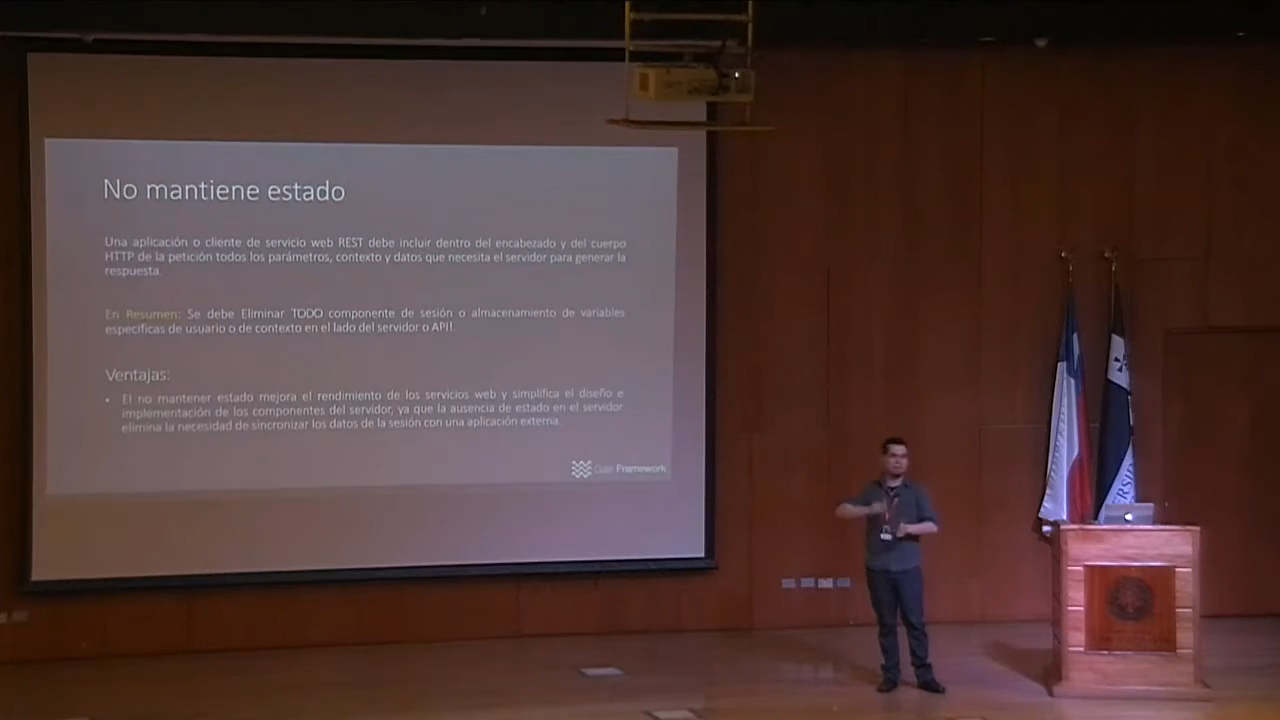 No mantiene estado
Una aplicación o cliente de servicio web REST debe incluir dentro del encabezado y del cuerpo
HTTP de la petición todos los parámetros, contexto y datos que necesita el servidor para generar la
respuesta.
En Resumen: Se debe Eliminar TODO componente de sesión o almacenamiento de variables
especificas de usuario o de contexto en el lado del servidor o API!.
Ventajas:
• El no mantener estado mejora el rendimiento de los servicios web y simplifica el diseño e
implementación de los componentes del servidor, ya que la ausencia de estado en el servidor
elimina la necesidad de sincronizar los datos de la sesión con una aplicación externa.
Framework